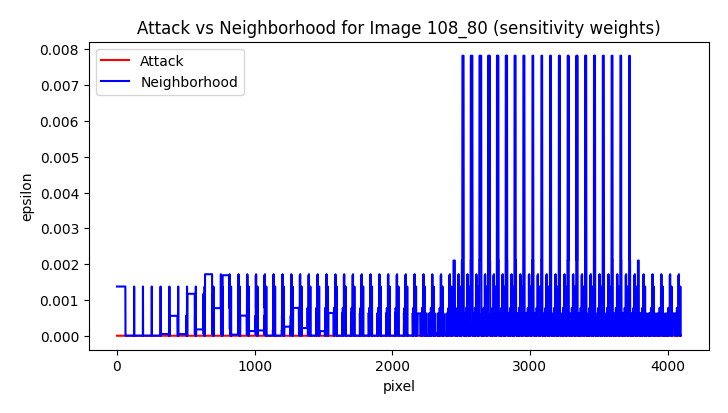 Attack vs Neighborhood for Image 108_80 (sensitivity weights)
Attack
Neighborhood
epsilon
0.008
0.007
0.006
0.005
0.004
0.003
0.002
0.001
0.000
0 1000 2000 3000 4000
pixel